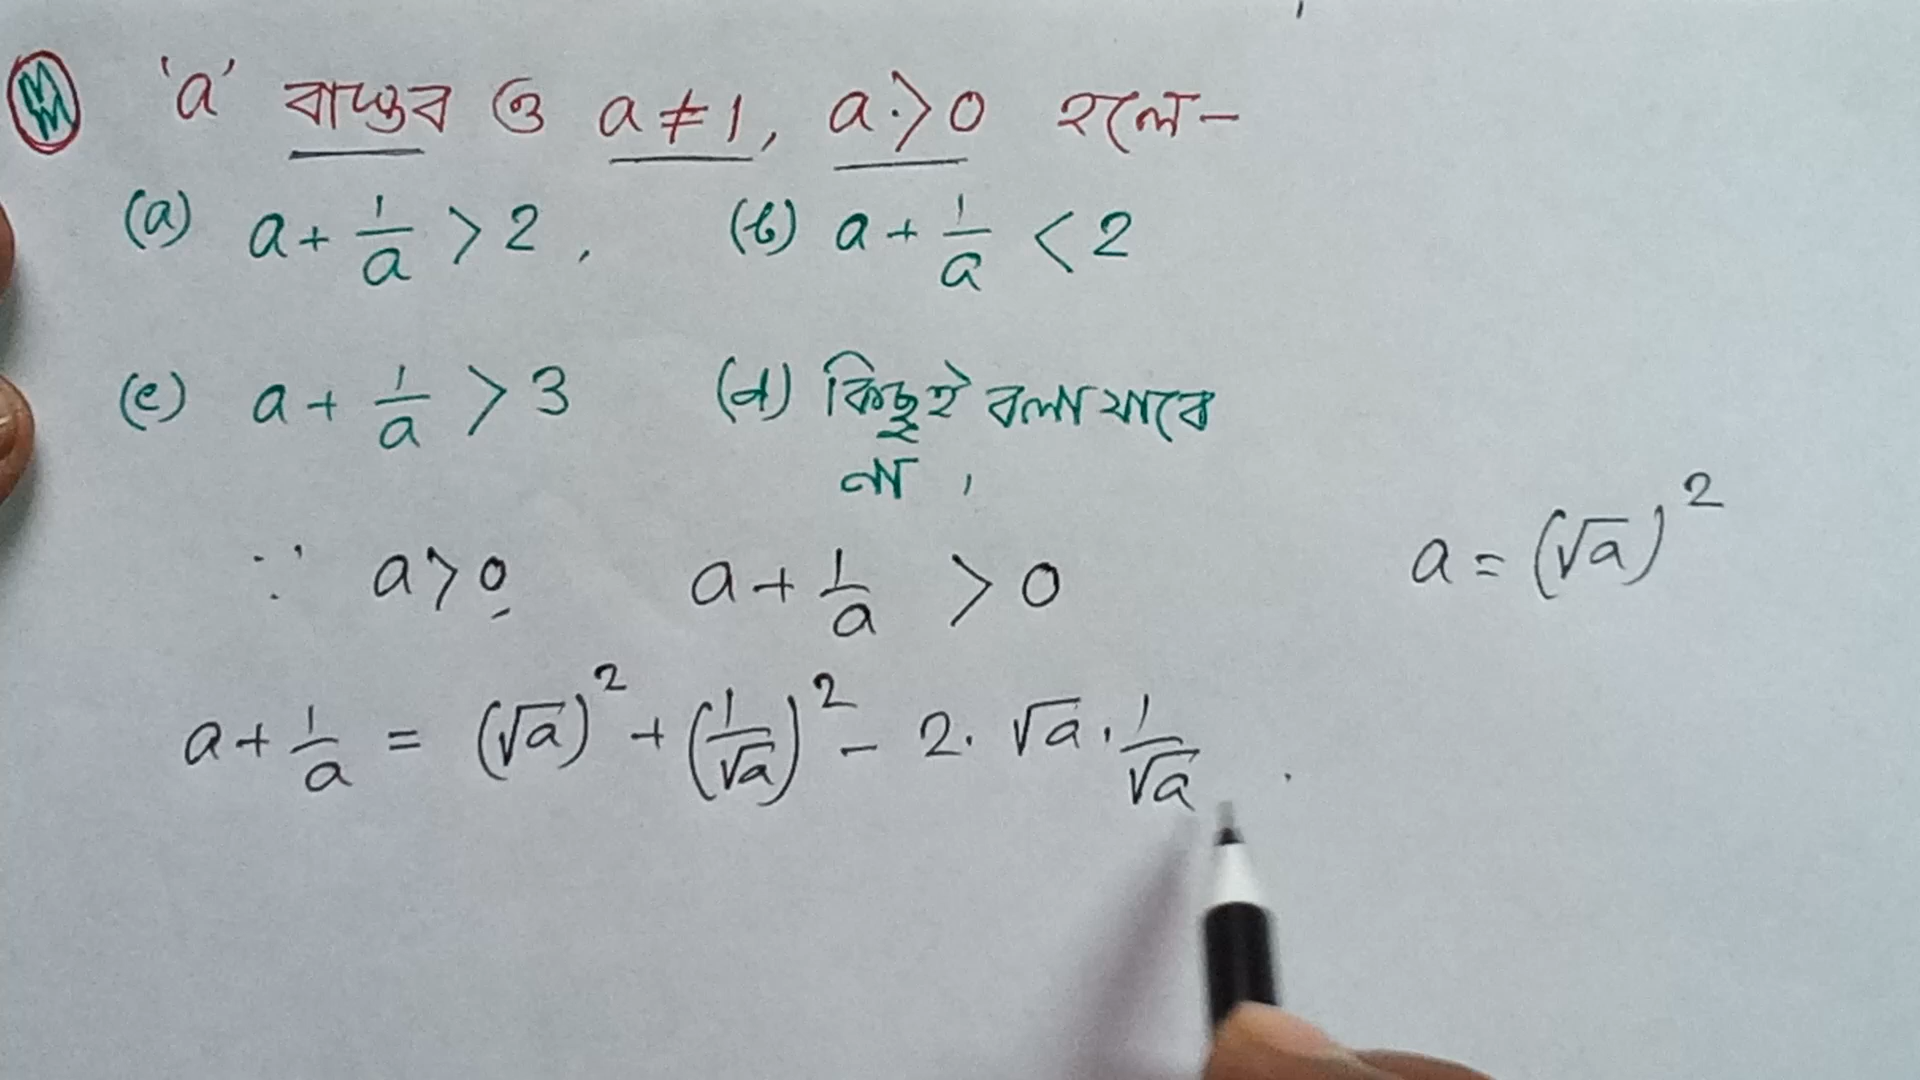 'a' বাস্তব ও a ≠ 1, a > 0 হলে-
(a) a + 1/a > 2, (b) a + 1/a < 2
(c) a + 1/a > 3 (d) কিছুই বলা যাবে
না,
∵ a > 0 a + 1/a > 0
a = (√a)²
a + 1/a = (√a)² + (1/√a)² - 2. √a . 1/√a